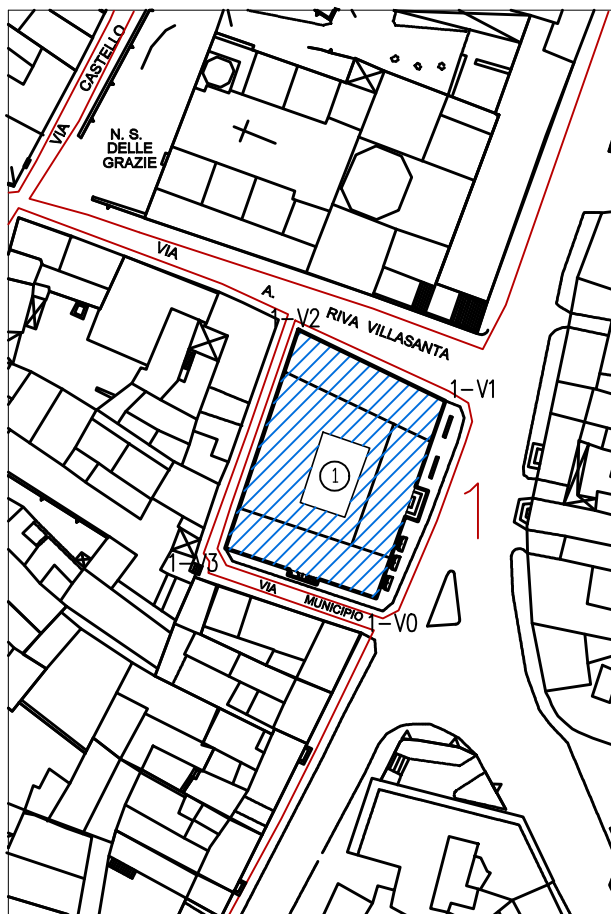 VIA CASTELLO
N. S.
DELLE
GRAZIE
VIA A. RIVA VILLASANTA
1-V2
1-V1
1
1
1-V3
VIA MUNICIPIO
1-V0